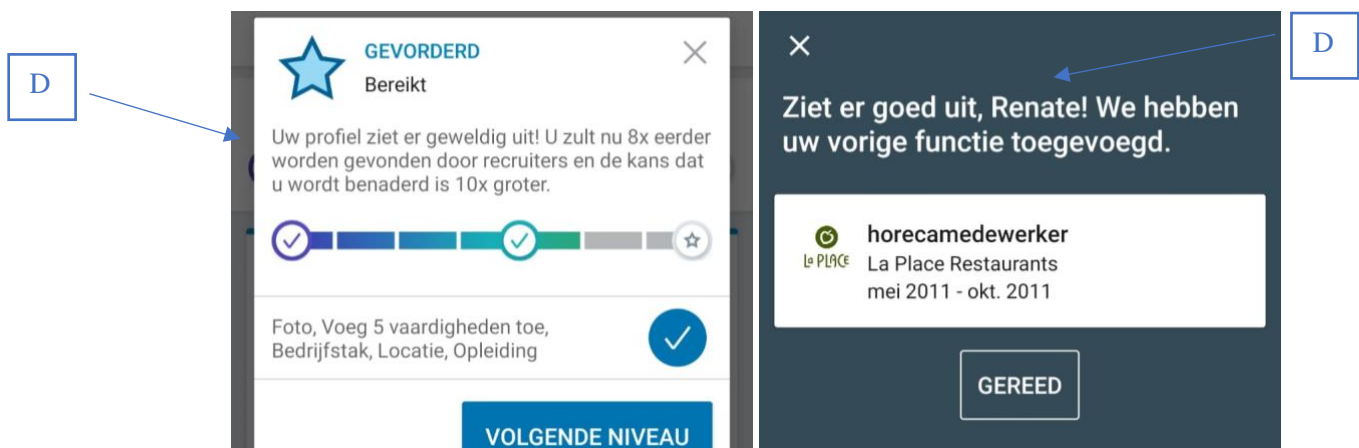 D
GEVORDERD
Bereikt
Uw profiel ziet er geweldig uit! U zult nu 8x eerder
worden gevonden door recruiters en de kans dat
u wordt benaderd is 10x groter.
Foto, Voeg 5 vaardigheden toe,
Bedrijfstak, Locatie, Opleiding
VOLGENDE NIVEAU
D
Ziet er goed uit, Renate! We hebben
uw vorige functie toegevoegd.
La PLACE
horecamedewerker
La Place Restaurants
mei 2011 - okt. 2011
GEREED